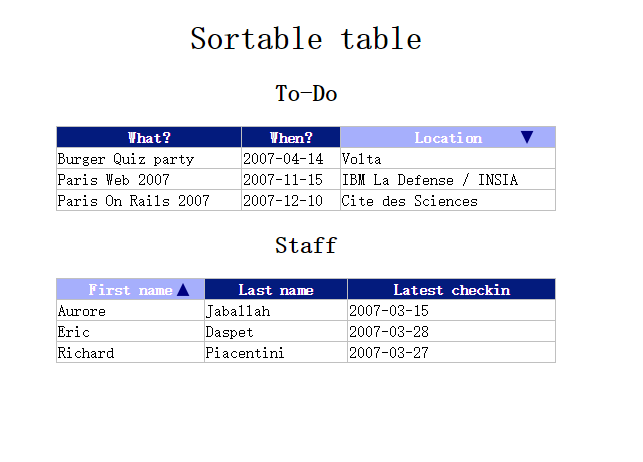 Sortable table
To-Do
What? When? Location ▼
Burger Quiz party 2007-04-14 Volta
Paris Web 2007 2007-11-15 IBM La Defense / INSIA
Paris On Rails 2007 2007-12-10 Cite des Sciences
Staff
First name ▲ Last name Latest checkin
Aurore Jaballah 2007-03-15
Eric Daspet 2007-03-28
Richard Piacentini 2007-03-27